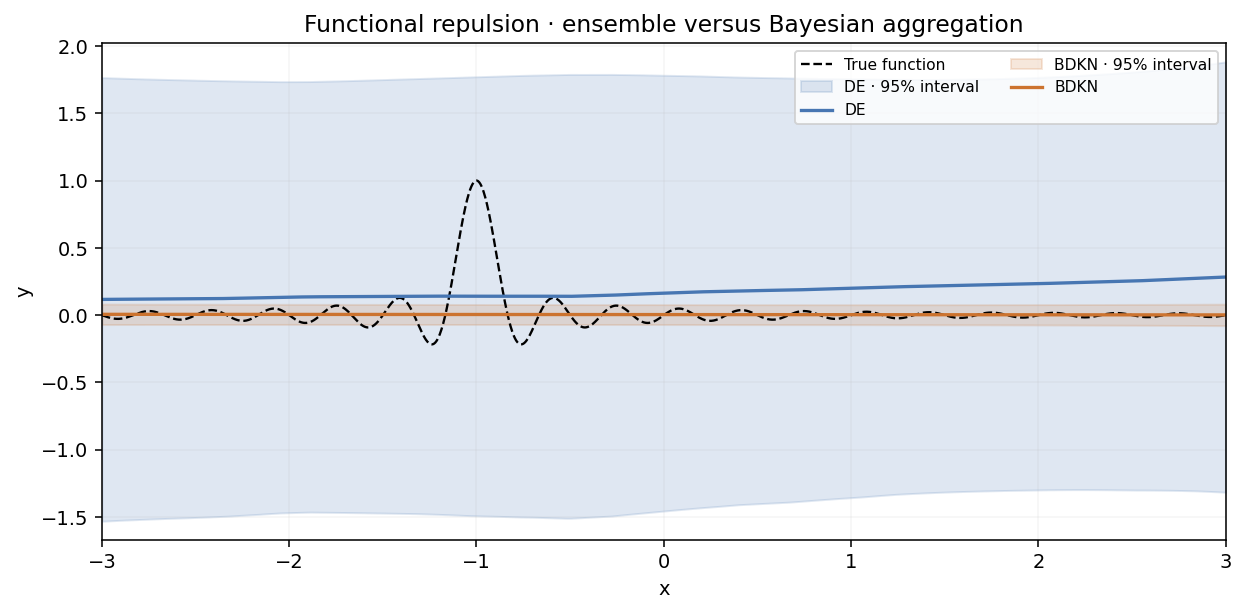 Functional repulsion · ensemble versus Bayesian aggregation
True function
DE · 95% interval
DE
BDKN · 95% interval
BDKN
y
2.0
1.5
1.0
0.5
0.0
−0.5
−1.0
−1.5
−3
−2
−1
0
1
2
3
x